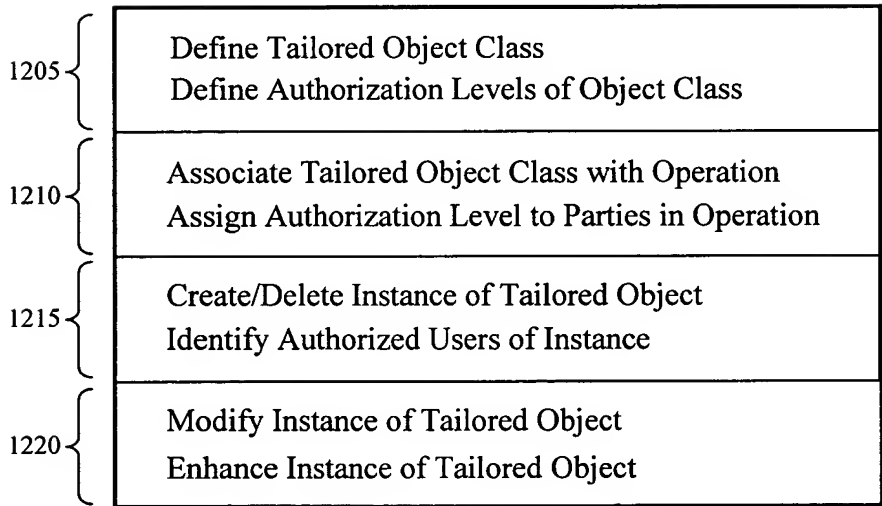 1205
Define Tailored Object Class
Define Authorization Levels of Object Class
1210
Associate Tailored Object Class with Operation
Assign Authorization Level to Parties in Operation
1215
Create/Delete Instance of Tailored Object
Identify Authorized Users of Instance
1220
Modify Instance of Tailored Object
Enhance Instance of Tailored Object